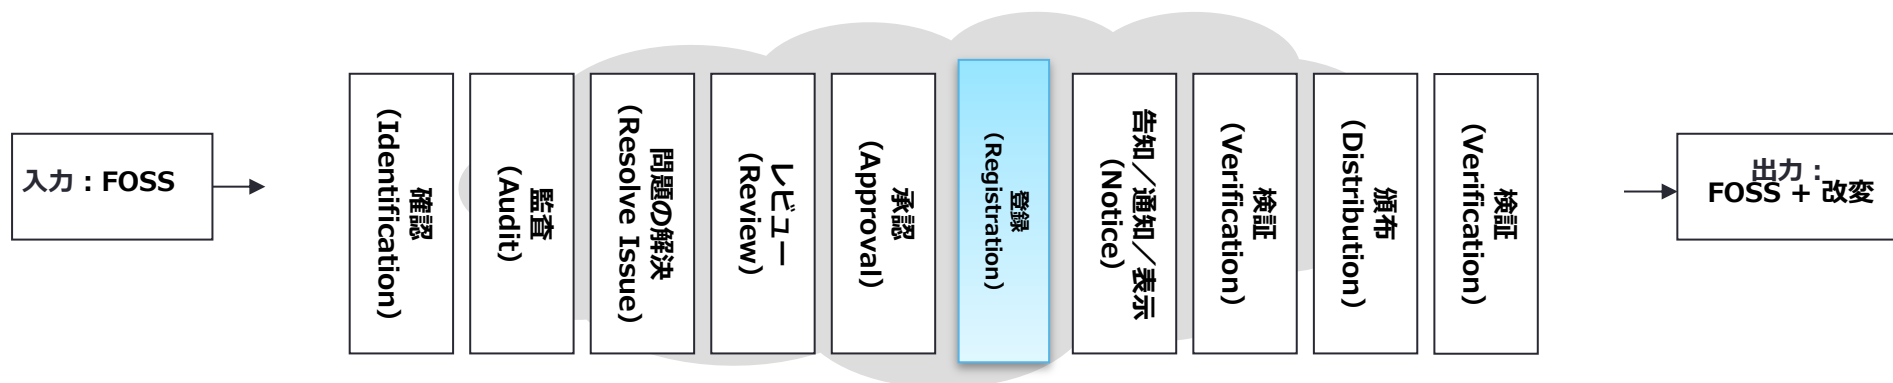 入力：FOSS
確認
（Identification）
監査
（Audit）
問題の解決
（Resolve Issue）
レビュー
（Review）
承認
（Approval）
登録
（Registration）
告知／通知／表示
（Notice）
検証
（Verification）
頒布
（Distribution）
検証
（Verification）
出力：
FOSS + 改変